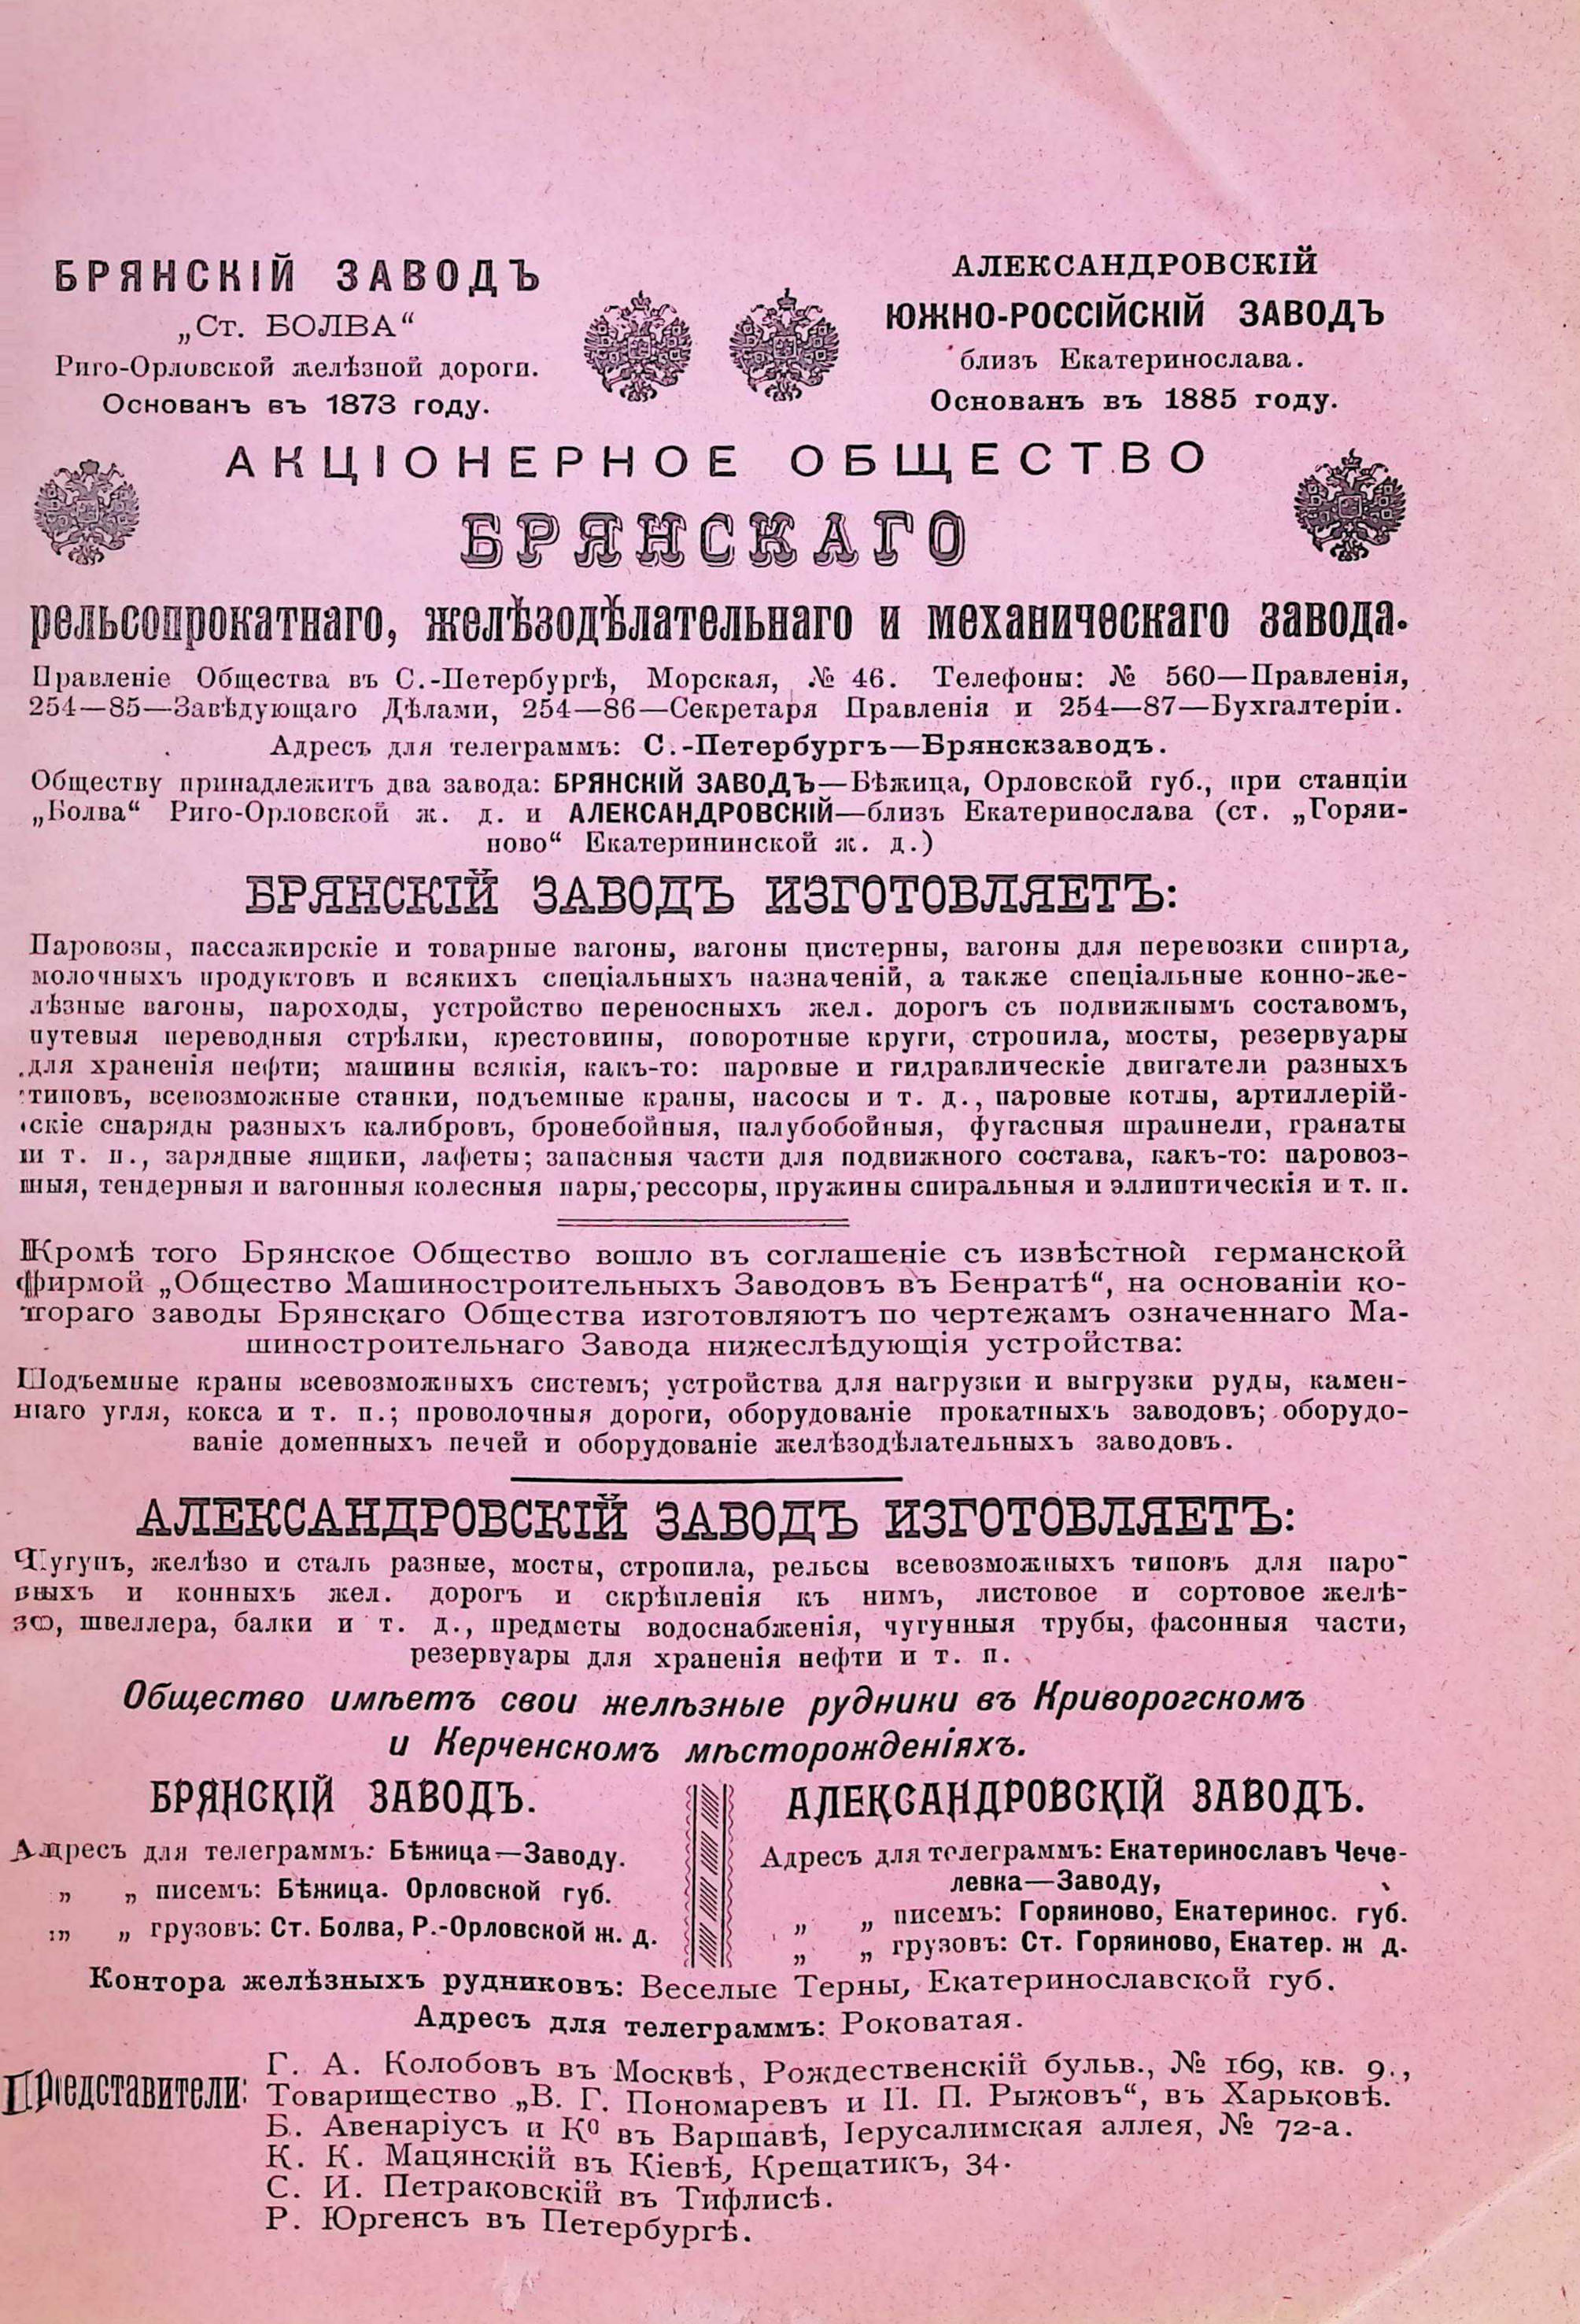 БРЯНСКІЙ ЗАВОДЪ
„Ст. БОЛВА“
Риго-Орловской желѣзной дороги.
Основанъ въ 1873 году.
АЛЕКСАНДРОВСКІЙ
ЮЖНО-РОССІЙСКІЙ ЗАВОДЪ
близъ Екатеринослава.
Основанъ въ 1885 году.
АКЦІОНЕРНОЕ ОБЩЕСТВО
БРЯНСКАГО
рельсопрокатнаго, желѣзодѣлательнаго и механическаго завода.
Правленіе Общества въ С.-Петербургѣ, Морская, № 46. Телефоны: № 560—Правленія,
254—85—Завѣдующаго Дѣлами, 254—86—Секретаря Правленія и 254—87—Бухгалтеріи.
Адресъ для телеграммъ: С.-Петербургъ—Брянскзаводъ.
Обществу принадлежитъ два завода: БРЯНСКІЙ ЗАВОДЪ—Бѣжица, Орловской губ., при станціи
„Болва“ Риго-Орловской ж. д. и АЛЕКСАНДРОВСКІЙ—близъ Екатеринослава (ст. „Горяи-
ново“ Екатерининской ж. д.)
БРЯНСКІЙ ЗАВОДЪ ИЗГОТОВЛЯЕТЪ:
Паровозы, пассажирскіе и товарные вагоны, вагоны цистерны, вагоны для перевозки спирта,
молочныхъ продуктовъ и всякихъ спеціальныхъ назначеній, а также спеціальные конно-же-
лѣзные вагоны, пароходы, устройство переносныхъ жел. дорогъ съ подвижнымъ составомъ,
путевыя переводныя стрѣлки, крестовины, поворотные круги, стропила, мосты, резервуары
для храненія нефти; машины всякія, какъ-то: паровые и гидравлическіе двигатели разныхъ
типовъ, всевозможные станки, подъемные краны, насосы и т. д., паровые котлы, артиллерій-
скіе снаряды разныхъ калибровъ, бронебойныя, палубобойныя, фугасныя шрапнели, гранаты
и т. п., зарядные ящики, лафеты; запасныя части для подвижного состава, какъ-то: паровоз-
ныя, тендерныя и вагонныя колесныя пары, рессоры, пружины спиральныя и эллиптическія и т. п.
Кромѣ того Брянское Общество вошло въ соглашеніе съ извѣстной германской
фирмой „Общество Машиностроительныхъ Заводовъ въ Бенратѣ“, на основаніи ко-
тораго заводы Брянскаго Общества изготовляютъ по чертежамъ означеннаго Ма-
шиностроительнаго Завода нижеслѣдующія устройства:
Подъемные краны всевозможныхъ системъ; устройства для нагрузки и выгрузки руды, камен-
наго угля, кокса и т. п.; проволочныя дороги, оборудованіе прокатныхъ заводовъ; оборудо-
ваніе доменныхъ печей и оборудованіе желѣзодѣлательныхъ заводовъ.
АЛЕКСАНДРОВСКІЙ ЗАВОДЪ ИЗГОТОВЛЯЕТЪ:
Чугунъ, желѣзо и сталь разные, мосты, стропила, рельсы всевозможныхъ типовъ для паро-
выхъ и конныхъ жел. дорогъ и скрѣпленія къ нимъ, листовое и сортовое желѣ-
зо, швеллера, балки и т. д., предметы водоснабженія, чугунныя трубы, фасонныя части,
резервуары для храненія нефти и т. п.
Общество имѣетъ свои желѣзные рудники въ Криворогскомъ
и Керченскомъ мѣсторожденіяхъ.
БРЯНСКІЙ ЗАВОДЪ.
Адресъ для телеграммъ: Бѣжица—Заводу.
„ „ писемъ: Бѣжица. Орловской губ.
„ „ грузовъ: Ст. Болва, Р.-Орловской ж. д.
АЛЕКСАНДРОВСКІЙ ЗАВОДЪ.
Адресъ для телеграммъ: Екатеринославъ Чече-
левка—Заводу,
„ „ писемъ: Горяиново, Екатеринос. губ.
„ „ грузовъ: Ст. Горяиново, Екатер. ж д.
Контора желѣзныхъ рудниковъ: Веселые Терны, Екатеринославской губ.
Адресъ для телеграммъ: Роковатая.
Представители:
Г. А. Колобовъ въ Москвѣ, Рождественскій бульв., № 169, кв. 9.,
Товарищество „В. Г. Пономаревъ и П. П. Рыжовъ“, въ Харьковѣ.
Б. Авенаріусъ и Ко въ Варшавѣ, Іерусалимская аллея, № 72-а.
К. К. Мацянскій въ Кіевѣ, Крещатикъ, 34.
С. И. Петраковскій въ Тифлисѣ.
Р. Юргенсъ въ Петербургѣ.